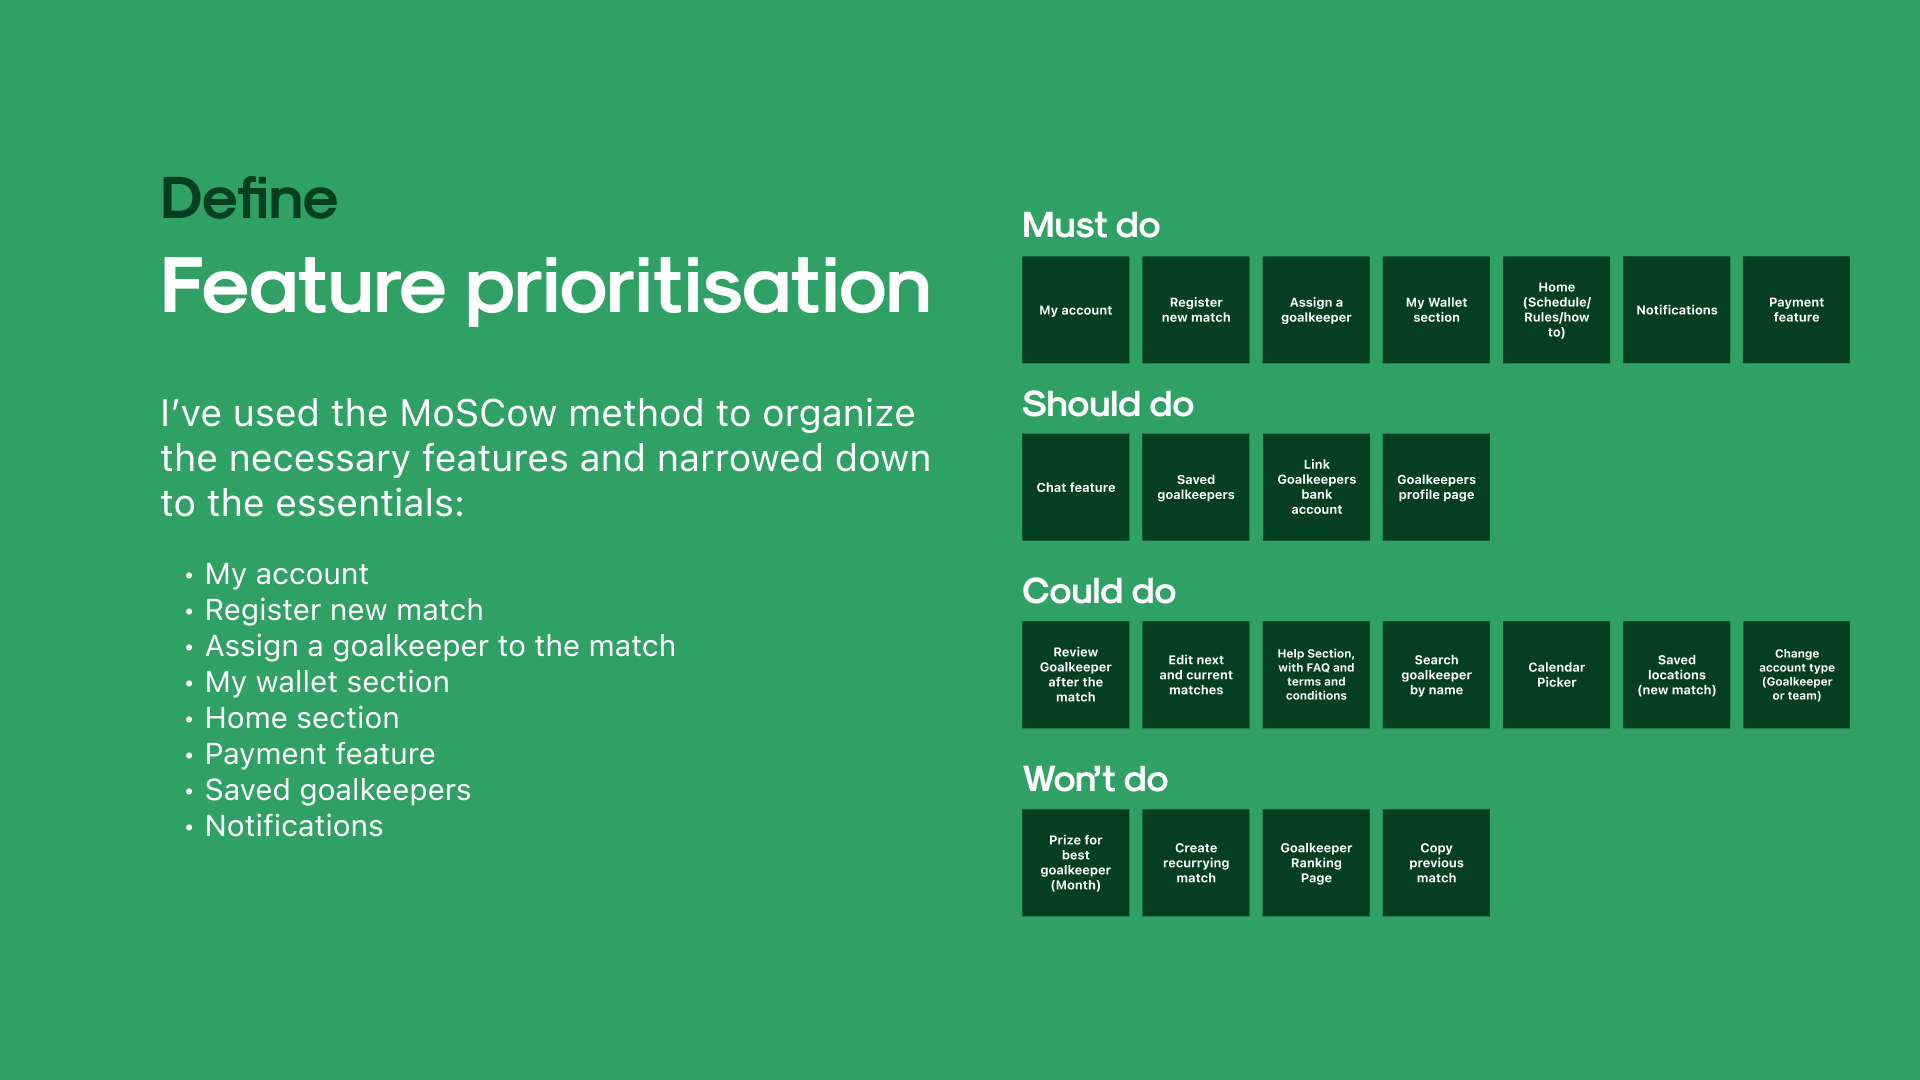 Define
Feature prioritisation
I’ve used the MoSCow method to organize
the necessary features and narrowed down
to the essentials:
• My account
• Register new match
• Assign a goalkeeper to the match
• My wallet section
• Home section
• Payment feature
• Saved goalkeepers
• Notifications
Must do
My account
Register
new match
Assign a
goalkeeper
My Wallet
section
Home
(Schedule/
Rules/how
to)
Notifications
Payment
feature
Should do
Chat feature
Saved
goalkeepers
Link
Goalkeepers
bank
account
Goalkeepers
profile page
Could do
Review
Goalkeeper
after the
match
Edit next
and current
matches
Help Section,
with FAQ and
terms and
conditions
Search
goalkeeper
by name
Calendar
Picker
Saved
locations
(new match)
Change
account type
(Goalkeeper
or team)
Won’t do
Prize for
best
goalkeeper
(Month)
Create
recurrying
match
Goalkeeper
Ranking
Page
Copy
previous
match